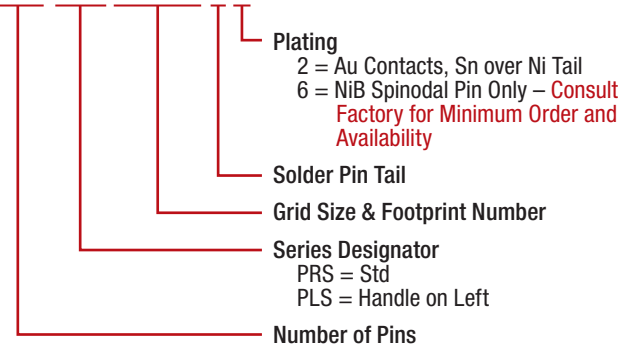 Plating
2 = Au Contacts, Sn over Ni Tail
6 = NiB Spinodal Pin Only – Consult
Factory for Minimum Order and
Availability
Solder Pin Tail
Grid Size & Footprint Number
Series Designator
PRS = Std
PLS = Handle on Left
Number of Pins